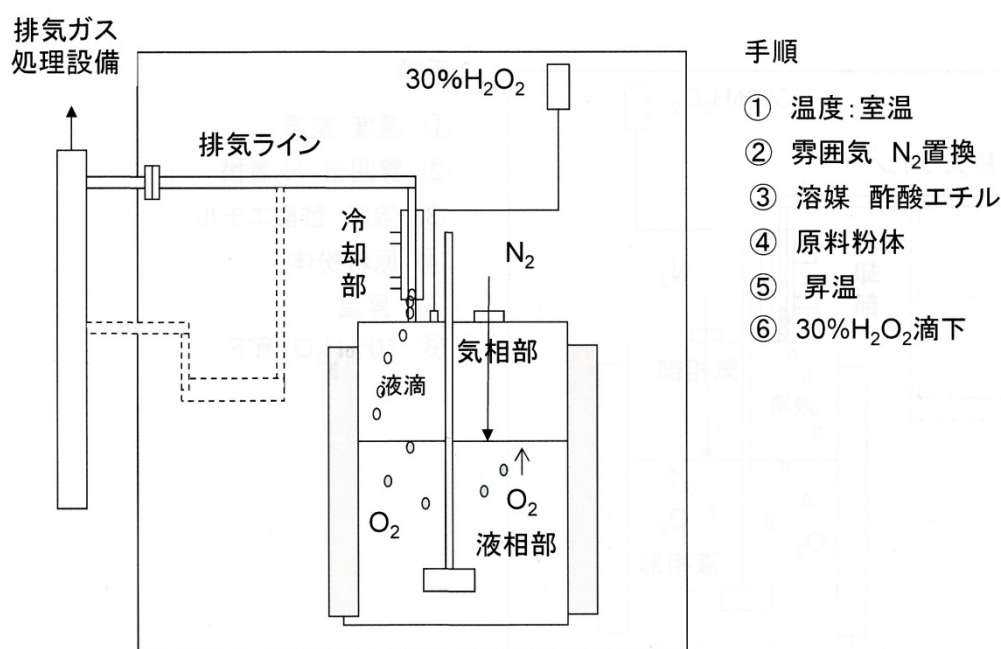 排気ガス
処理設備
30%H₂O₂
排気ライン
冷却部
N₂
気相部
液滴
O₂
O₂
液相部
手順
① 温度：室温
② 雰囲気 N₂置換
③ 溶媒 酢酸エチル
④ 原料粉体
⑤ 昇温
⑥ 30%H₂O₂滴下